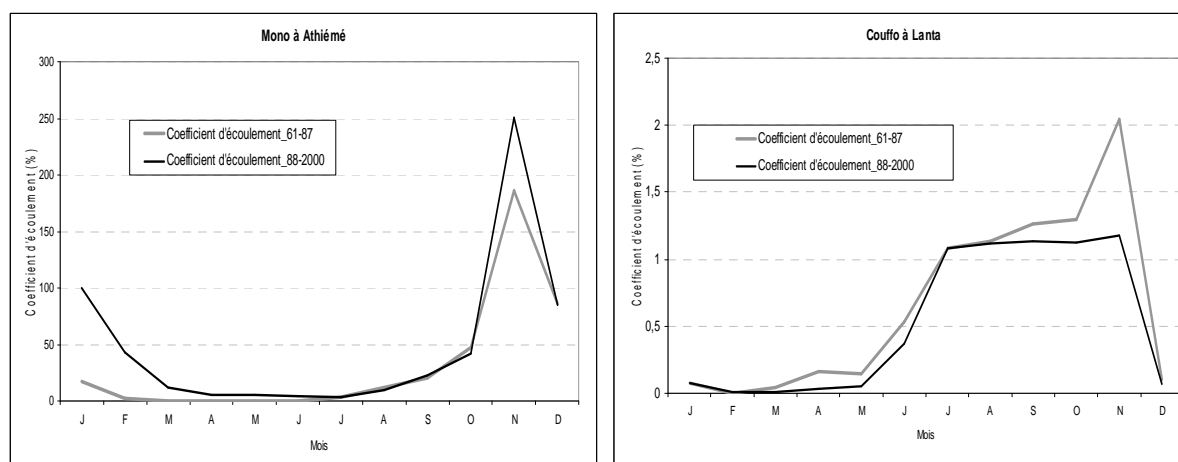 Mono à Athiémé
300
250
200
150
100
50
0
Coefficient d'écoulement (%)
Coefficient d'écoulement_61-87
Coefficient d'écoulement_88-2000
J F M A M J J A S O N D
Mois
Couffo à Lanta
2,5
2
1,5
1
0,5
0
Coefficient d'écoulement (%)
Coefficient d'écoulement_61-87
Coefficient d'écoulement_88-2000
J F M A M J J A S O N D
Mois